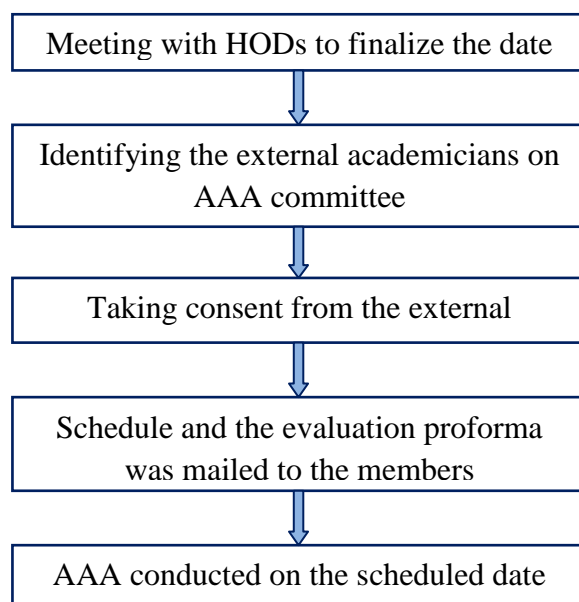 Meeting with HODs to finalize the date
Identifying the external academicians on
AAA committee
Taking consent from the external
Schedule and the evaluation proforma
was mailed to the members
AAA conducted on the scheduled date